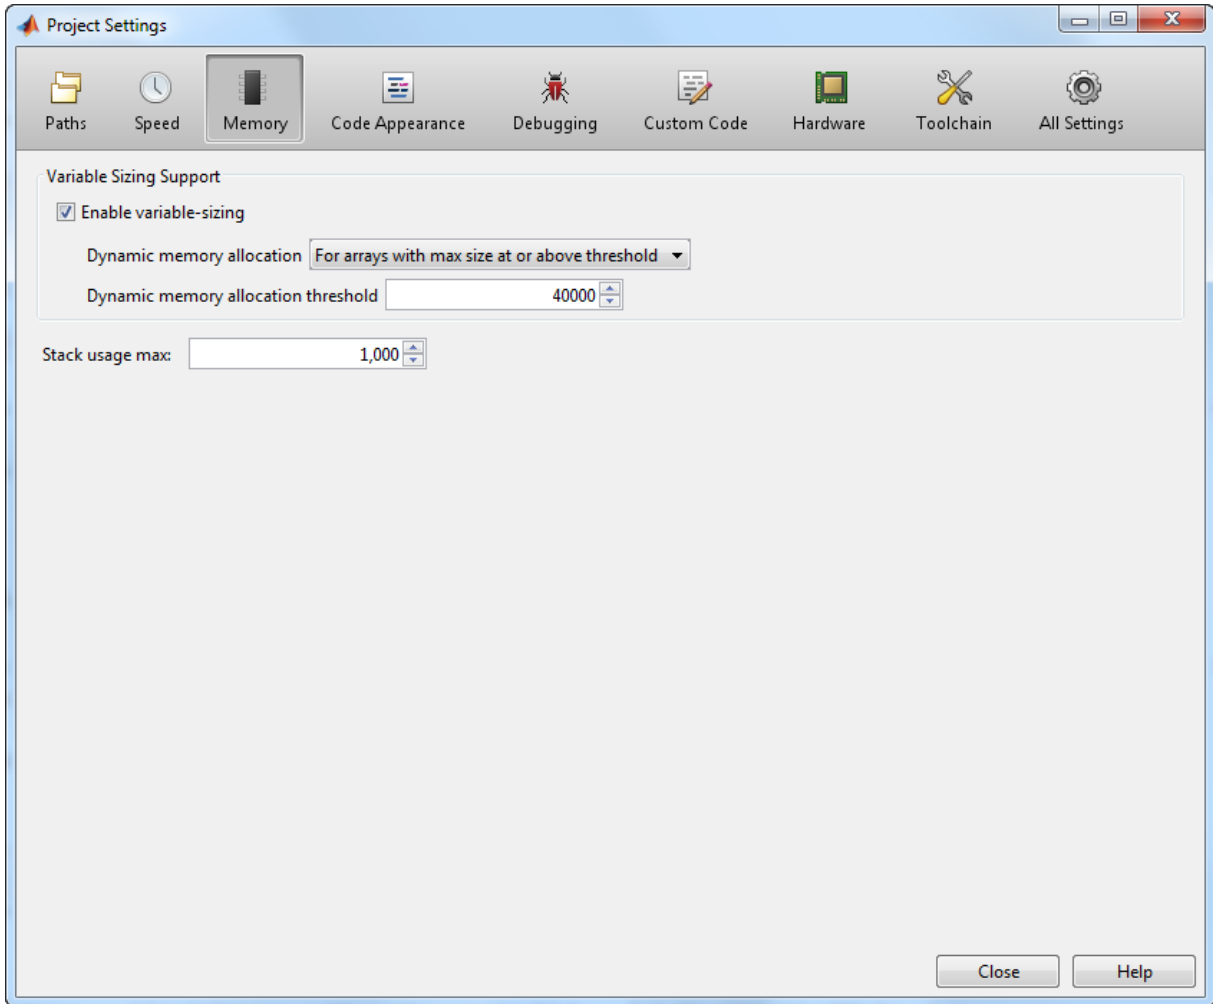 Project Settings
Paths Speed Memory Code Appearance Debugging Custom Code Hardware Toolchain All Settings
Variable Sizing Support
Enable variable-sizing
Dynamic memory allocation For arrays with max size at or above threshold
Dynamic memory allocation threshold 40000
Stack usage max: 1,000
Close Help